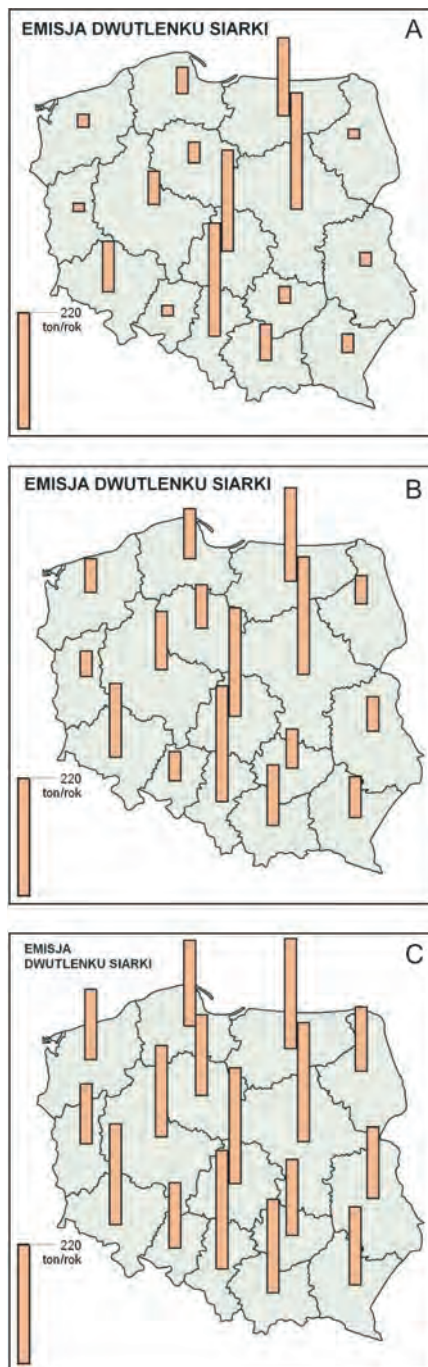 EMISJA DWUTLENKU SIARKI
A
220
ton/rok
EMISJA DWUTLENKU SIARKI
B
220
ton/rok
EMISJA
DWUTLENKU SIARKI
C
220
ton/rok